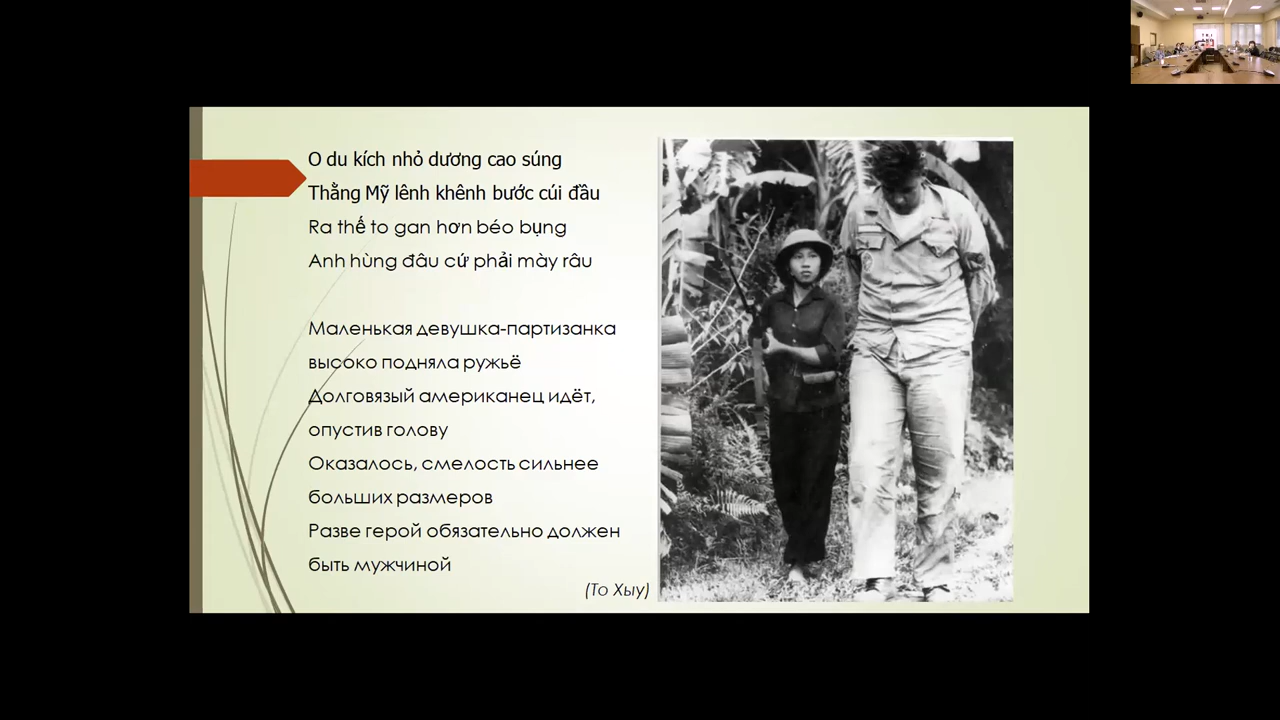 O du kích nhỏ dương cao súng
Thằng Mỹ lênh khênh bước cúi đầu
Ra thế to gan hơn béo bụng
Anh hùng đâu cứ phải mày râu
Маленькая девушка-партизанка
высоко подняла ружьё
Долговязый американец идёт,
опустив голову
Оказалось, смелость сильнее
больших размеров
Разве герой обязательно должен
быть мужчиной
(То Хыу)